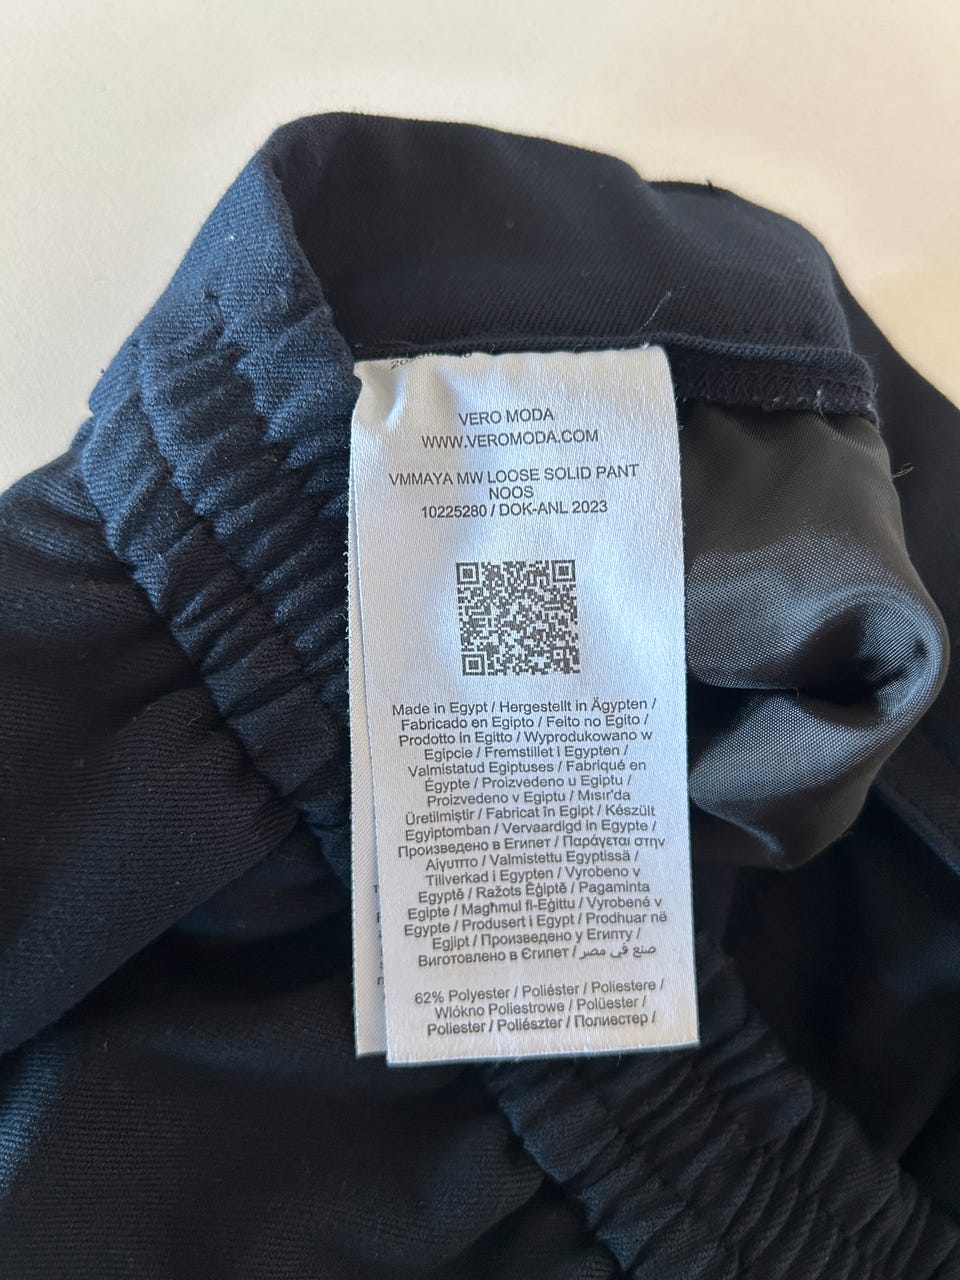 VERO MODA
WWW.VEROMODA.COM
VMMAYA MW LOOSE SOLID PANT
NOOS
10225280 / DOK-ANL 2023
Made in Egypt / Hergestellt in Ägypten /
Fabricado en Egipto / Feito no Egito /
Prodotto in Egitto / Wyprodukowano w
Egipcie / Fremstillet i Egypten /
Valmistatud Egiptuses / Fabriqué en
Égypte / Proizvedeno u Egiptu /
Proizvedeno v Egiptu / Mısır'da
Üretilmiştir / Fabricat în Egipt / Készült
Egyiptomban / Vervaardigd in Egypte /
Произведено в Египет / Παράγεται στην
Αίγυπτο / Valmistettu Egyptissä /
Tillverkad i Egypten / Vyrobeno v
Egyptě / Ražots Ēģiptē / Pagaminta
Egipte / Magħmul fl-Eġittu / Vyrobené v
Egypte / Produsert i Egypt / Prodhuar në
Egjipt / Произведено у Египту /
Виготовлено в Єгипет / صنع في مصر
62% Polyester / Poliéster / Poliestere /
Włókno Poliestrowe / Polüester /
Poliester / Poliészter / Полиестер /